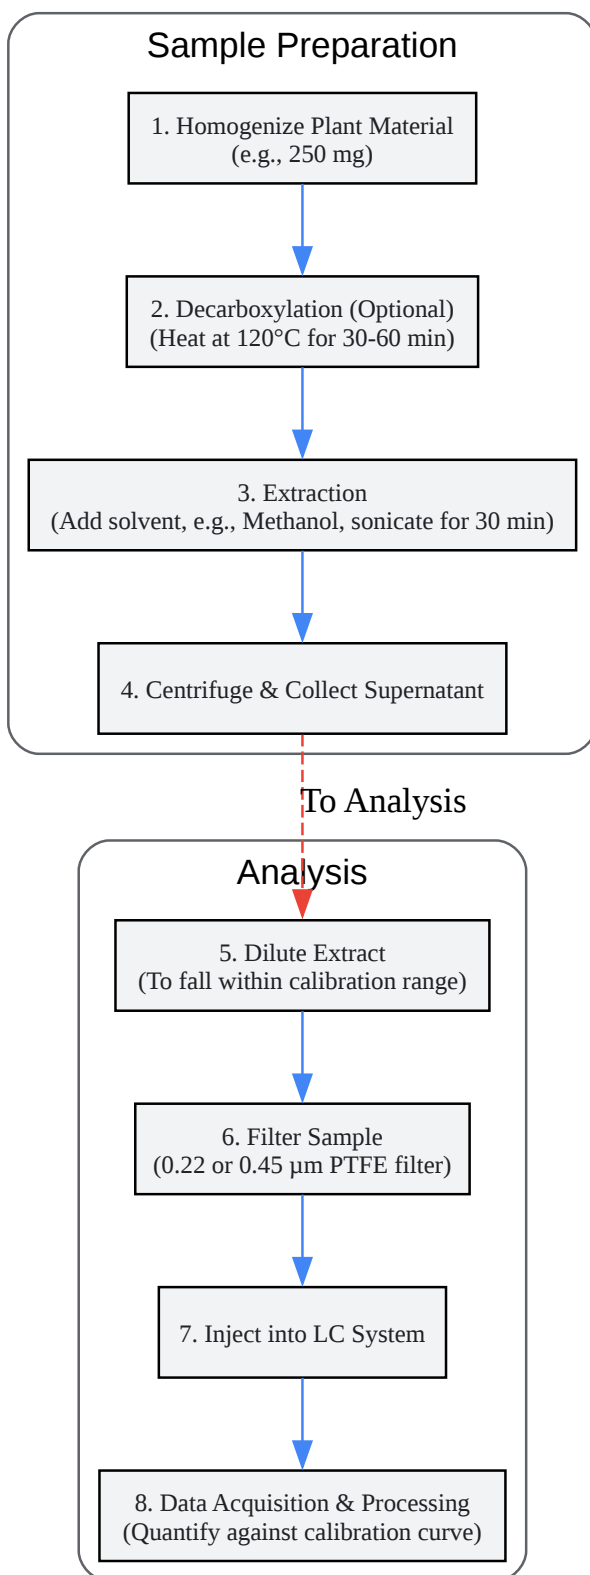 Sample Preparation
1. Homogenize Plant Material
(e.g., 250 mg)
2. Decarboxylation (Optional)
(Heat at 120°C for 30-60 min)
3. Extraction
(Add solvent, e.g., Methanol, sonicate for 30 min)
4. Centrifuge & Collect Supernatant
To Analysis
Analysis
5. Dilute Extract
(To fall within calibration range)
6. Filter Sample
(0.22 or 0.45 µm PTFE filter)
7. Inject into LC System
8. Data Acquisition & Processing
(Quantify against calibration curve)